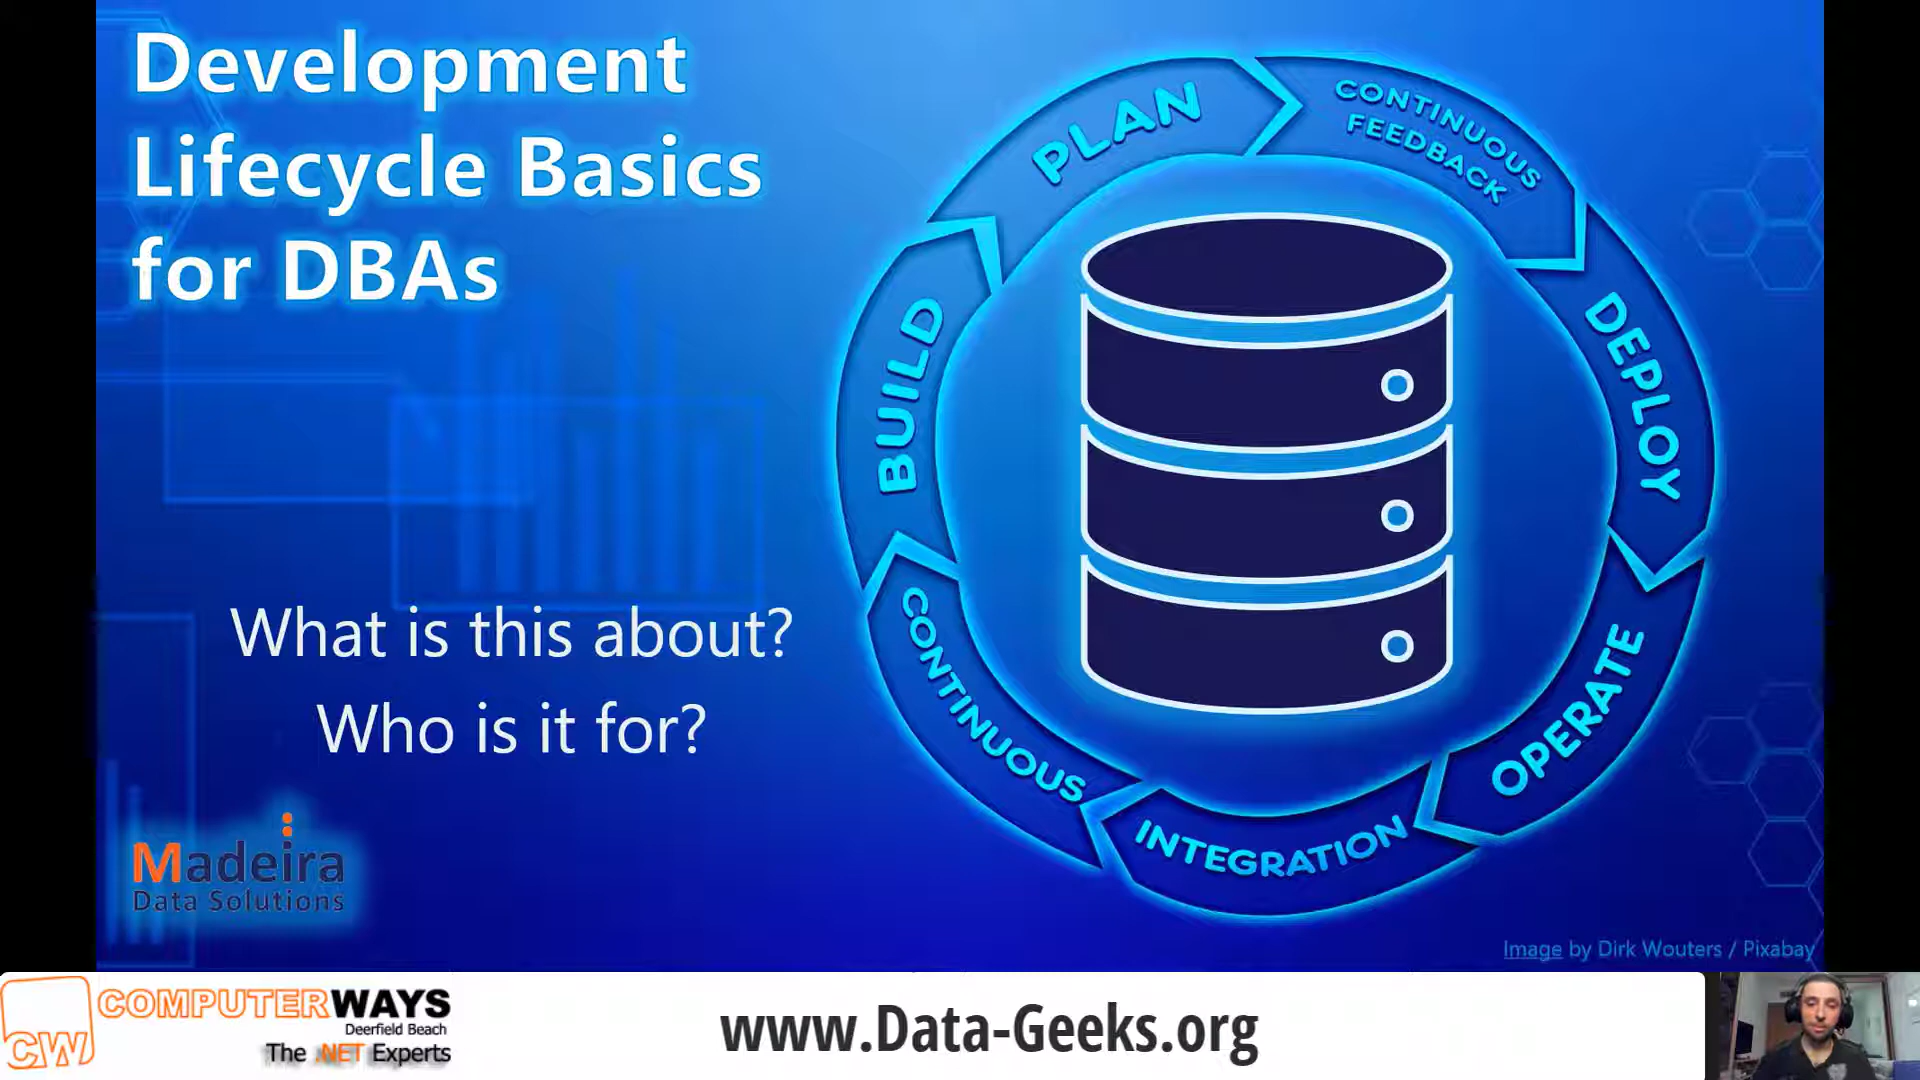 Development
Lifecycle Basics
for DBAs
PLAN
CONTINUOUS
FEEDBACK
DEPLOY
OPERATE
INTEGRATION
CONTINUOUS
BUILD
What is this about?
Who is it for?
Madeira
Data Solutions
Image by Dirk Wouters / Pixabay
CW
COMPUTERWAYS
Deerfield Beach
The .NET Experts
www.Data-Geeks.org